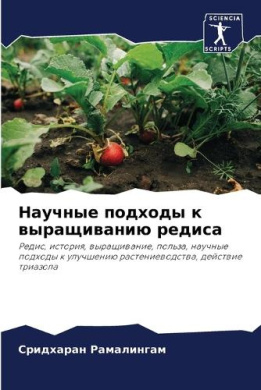 SCIENCIA
SCRIPTS
Научные подходы к
выращиванию редиса
Редис, история, выращивание, польза, научные
подходы к улучшению растениеводства, действие
триазола
Сридхаран Рамалингам